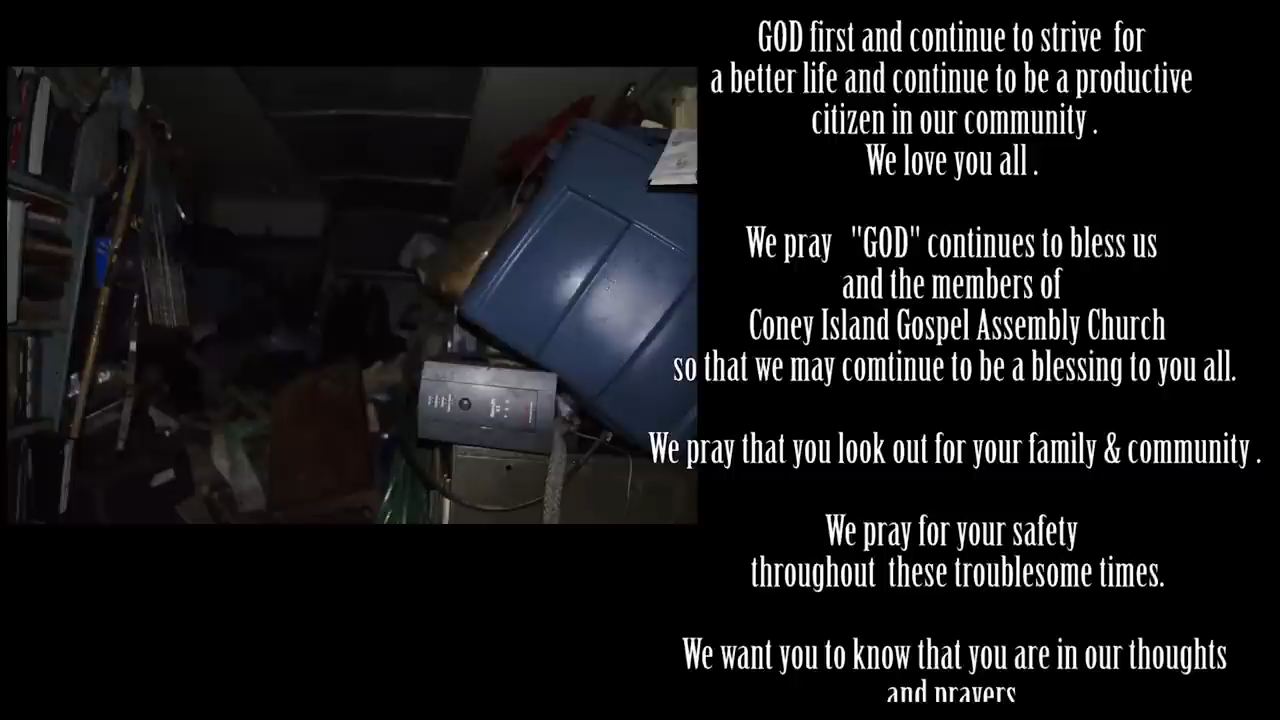 GOD first and continue to strive for
a better life and continue to be a productive
citizen in our community .
We love you all .
We pray "GOD" continues to bless us
and the members of
Coney Island Gospel Assembly Church
so that we may comtinue to be a blessing to you all.
We pray that you look out for your family & community .
We pray for your safety
throughout these troublesome times.
We want you to know that you are in our thoughts
and prayers